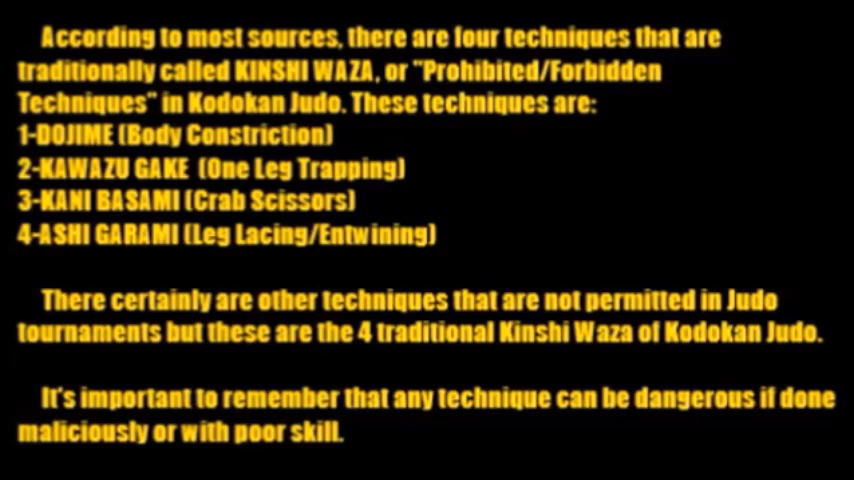 According to most sources, there are four techniques that are
traditionally called KINSHI WAZA, or "Prohibited/Forbidden
Techniques" in Kodokan Judo. These techniques are:
1-DOJIME (Body Constriction)
2-KAWAZU GAKE (One Leg Trapping)
3-KANI BASAMI (Crab Scissors)
4-ASHI GARAMI (Leg Lacing/Entwining)
There certainly are other techniques that are not permitted in Judo
tournaments but these are the 4 traditional Kinshi Waza of Kodokan Judo.
It's important to remember that any technique can be dangerous if done
maliciously or with poor skill.